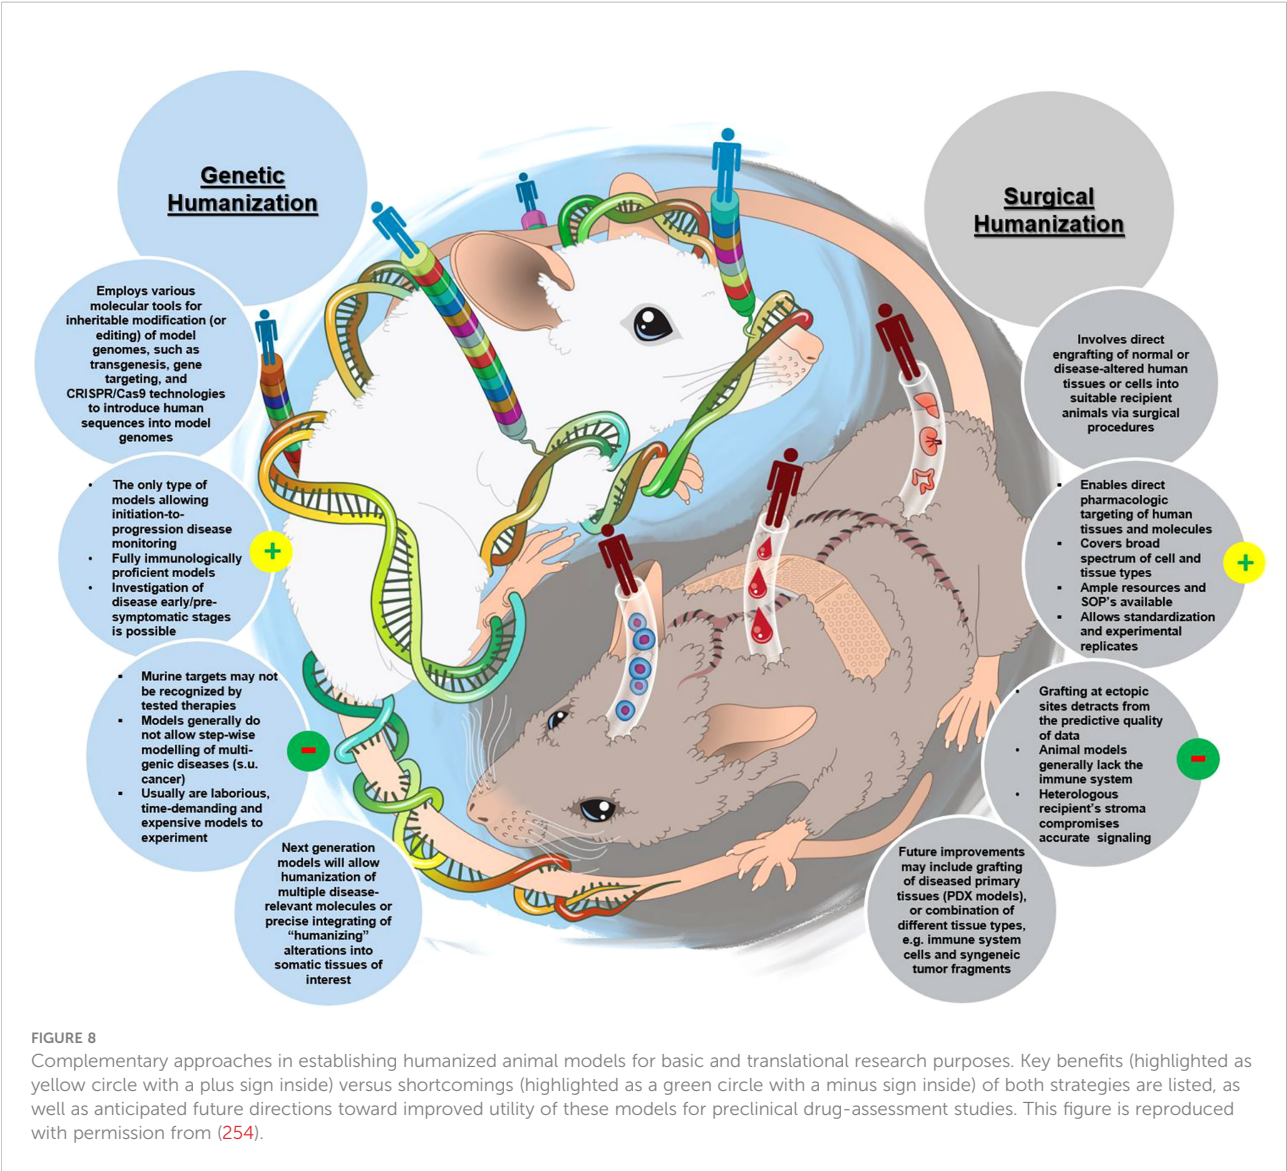 Genetic
Humanization
Employs various
molecular tools for
inheritable modification (or
editing) of model
genomes, such as
transgenesis, gene
targeting, and
CRISPR/Cas9 technologies
to introduce human
sequences into model
genomes
• The only type of
models allowing
initiation-to-
progression disease
monitoring
• Fully immunologically
proficient models
• Investigation of
disease early/pre-
symptomatic stages
is possible
+
▪ Murine targets may not
be recognized by
tested therapies
▪ Models generally do
not allow step-wise
modelling of multi-
genic diseases (s.u.
cancer)
▪ Usually are laborious,
time-demanding and
expensive models to
experiment
-
Next generation
models will allow
humanization of
multiple disease-
relevant molecules or
precise integrating of
“humanizing”
alterations into
somatic tissues of
interest
Surgical
Humanization
Involves direct
engrafting of normal or
disease-altered human
tissues or cells into
suitable recipient
animals via surgical
procedures
▪ Enables direct
pharmacologic
targeting of human
tissues and molecules
▪ Covers broad
spectrum of cell and
tissue types
▪ Ample resources and
SOP’s available
▪ Allows standardization
and experimental
replicates
+
• Grafting at ectopic
sites detracts from
the predictive quality
of data
• Animal models
generally lack the
immune system
• Heterologous
recipient’s stroma
compromises
accurate signaling
-
Future improvements
may include grafting
of diseased primary
tissues (PDX models),
or combination of
different tissue types,
e.g. immune system
cells and syngeneic
tumor fragments
FIGURE 8
Complementary approaches in establishing humanized animal models for basic and translational research purposes. Key benefits (highlighted as
yellow circle with a plus sign inside) versus shortcomings (highlighted as a green circle with a minus sign inside) of both strategies are listed, as
well as anticipated future directions toward improved utility of these models for preclinical drug-assessment studies. This figure is reproduced
with permission from (254).